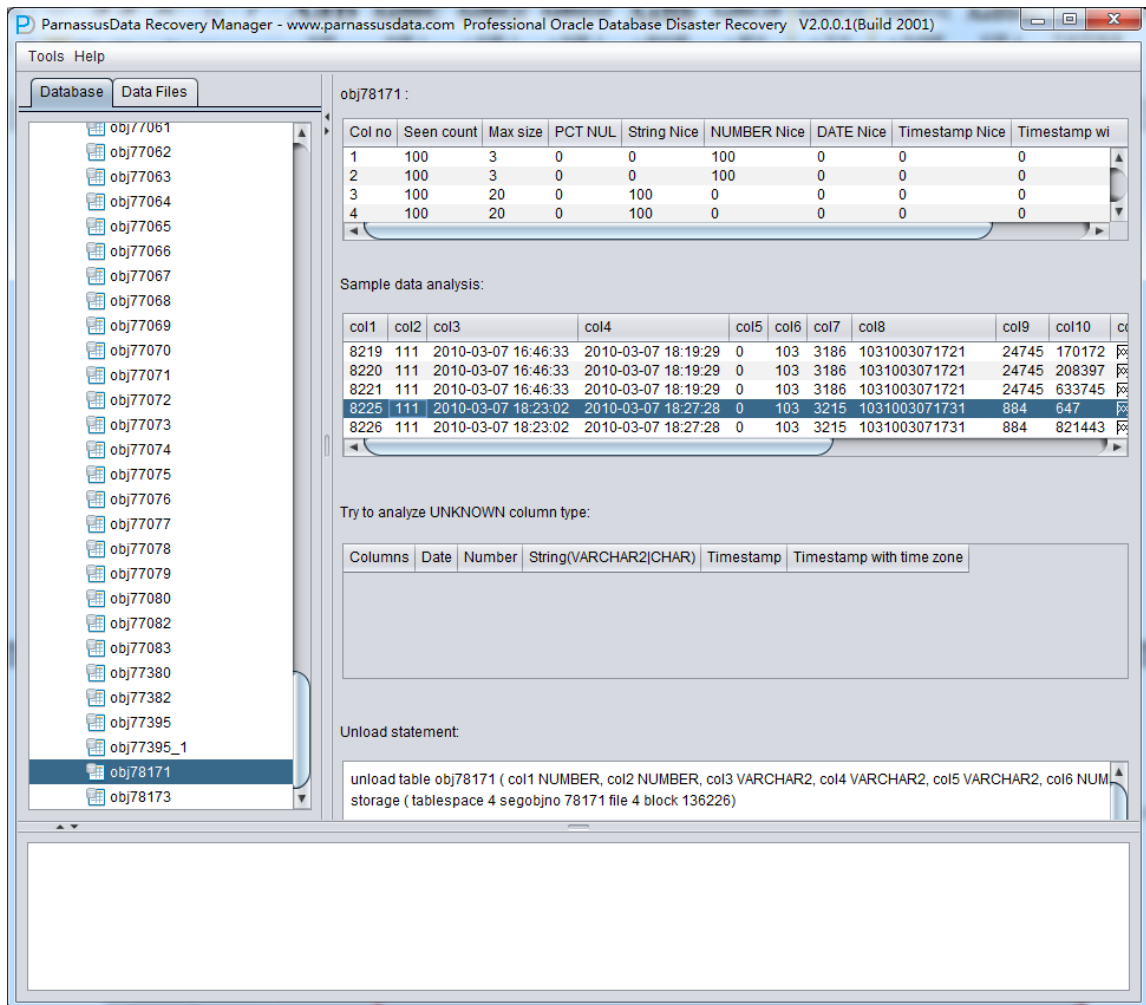 ParnassusData Recovery Manager - www.parnassusdata.com  Professional Oracle Database Disaster Recovery   V2.0.0.1(Build 2001)
Tools Help
Database Data Files
obj77061
obj77062
obj77063
obj77064
obj77065
obj77066
obj77067
obj77068
obj77069
obj77070
obj77071
obj77072
obj77073
obj77074
obj77075
obj77076
obj77077
obj77078
obj77079
obj77080
obj77082
obj77083
obj77380
obj77382
obj77395
obj77395_1
obj78171
obj78173
obj78171 :
Col no Seen count Max size PCT NUL String Nice NUMBER Nice DATE Nice Timestamp Nice Timestamp wi
1 100 3 0 0 100 0 0 0
2 100 3 0 0 100 0 0 0
3 100 20 0 100 0 0 0 0
4 100 20 0 100 0 0 0 0
Sample data analysis:
col1 col2 col3 col4 col5 col6 col7 col8 col9 col10 co
8219 111 2010-03-07 16:46:33 2010-03-07 18:19:29 0 103 3186 1031003071721 24745 170172
8220 111 2010-03-07 16:46:33 2010-03-07 18:19:29 0 103 3186 1031003071721 24745 208397
8221 111 2010-03-07 16:46:33 2010-03-07 18:19:29 0 103 3186 1031003071721 24745 633745
8225 111 2010-03-07 18:23:02 2010-03-07 18:27:28 0 103 3215 1031003071731 884 647
8226 111 2010-03-07 18:23:02 2010-03-07 18:27:28 0 103 3215 1031003071731 884 821443
Try to analyze UNKNOWN column type:
Columns Date Number String(VARCHAR2|CHAR) Timestamp Timestamp with time zone
Unload statement:
unload table obj78171 ( col1 NUMBER, col2 NUMBER, col3 VARCHAR2, col4 VARCHAR2, col5 VARCHAR2, col6 NUM
storage ( tablespace 4 segobjno 78171 file 4 block 136226)